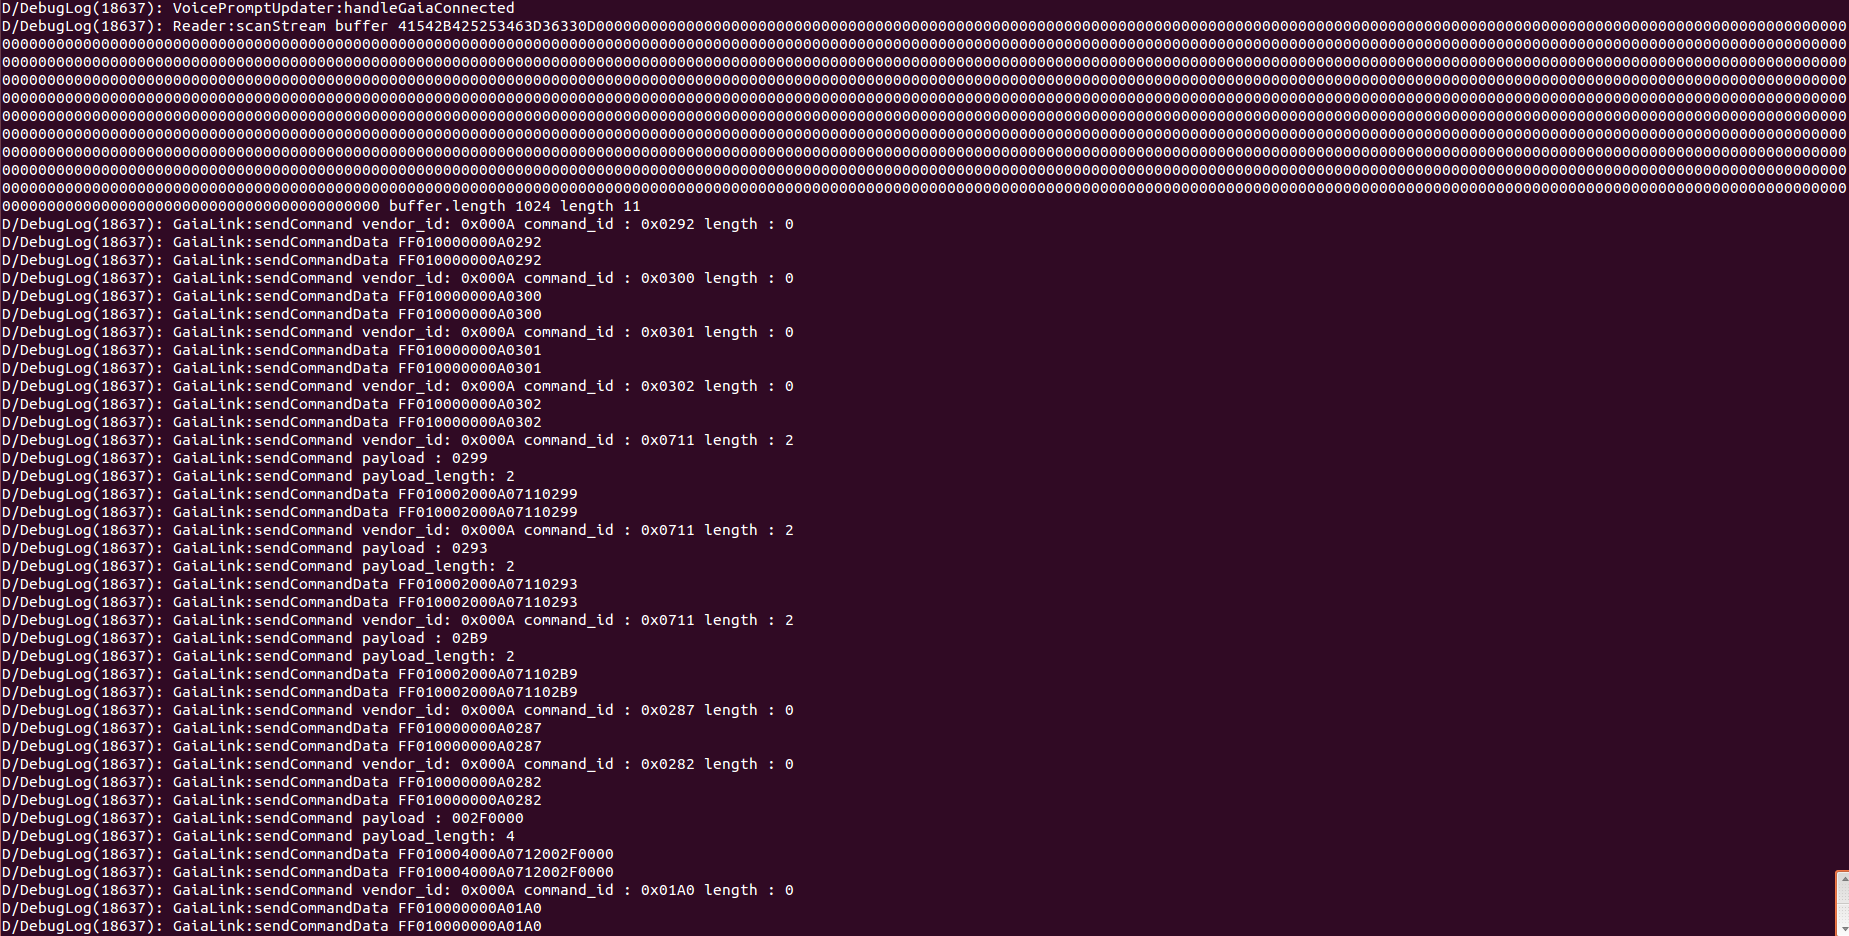 D/DebugLog(18637): VoicePromptUpdater:handleGaiaConnected
D/DebugLog(18637): Reader:scanStream buffer 41542B425253463D36330D0000000000000000000000000000000000000000000000000000000000000000000000000000000000000000000000000000000000000000000000000000000000000000000
0000000000000000000000000000000000000000000000000000000000000000000000000000000000000000000000000000000000000000000000000000000000000000000000000000000000000000000000000000000000000000000000000000000000000
0000000000000000000000000000000000000000000000000000000000000000000000000000000000000000000000000000000000000000000000000000000000000000000000000000000000000000000000000000000000000000000000000000000000000
0000000000000000000000000000000000000000000000000000000000000000000000000000000000000000000000000000000000000000000000000000000000000000000000000000000000000000000000000000000000000000000000000000000000000
0000000000000000000000000000000000000000000000000000000000000000000000000000000000000000000000000000000000000000000000000000000000000000000000000000000000000000000000000000000000000000000000000000000000000
0000000000000000000000000000000000000000000000000000000000000000000000000000000000000000000000000000000000000000000000000000000000000000000000000000000000000000000000000000000000000000000000000000000000000
0000000000000000000000000000000000000000000000000000000000000000000000000000000000000000000000000000000000000000000000000000000000000000000000000000000000000000000000000000000000000000000000000000000000000
0000000000000000000000000000000000000000000000000000000000000000000000000000000000000000000000000000000000000000000000000000000000000000000000000000000000000000000000000000000000000000000000000000000000000
0000000000000000000000000000000000000000000000000000000000000000000000000000000000000000000000000000000000000000000000000000000000000000000000000000000000000000000000000000000000000000000000000000000000000
0000000000000000000000000000000000000000000000000000000000000000000000000000000000000000000000000000000000000000000000000000000000000000000000000000000000000000000000000000000000000000000000000000000000000
000000000000000000000000000000000000000000 buffer.length 1024 length 11
D/DebugLog(18637): GaiaLink:sendCommand vendor_id: 0x000A command_id : 0x0292 length : 0
D/DebugLog(18637): GaiaLink:sendCommandData FF010000000A0292
D/DebugLog(18637): GaiaLink:sendCommandData FF010000000A0292
D/DebugLog(18637): GaiaLink:sendCommand vendor_id: 0x000A command_id : 0x0300 length : 0
D/DebugLog(18637): GaiaLink:sendCommandData FF010000000A0300
D/DebugLog(18637): GaiaLink:sendCommandData FF010000000A0300
D/DebugLog(18637): GaiaLink:sendCommand vendor_id: 0x000A command_id : 0x0301 length : 0
D/DebugLog(18637): GaiaLink:sendCommandData FF010000000A0301
D/DebugLog(18637): GaiaLink:sendCommandData FF010000000A0301
D/DebugLog(18637): GaiaLink:sendCommand vendor_id: 0x000A command_id : 0x0302 length : 0
D/DebugLog(18637): GaiaLink:sendCommandData FF010000000A0302
D/DebugLog(18637): GaiaLink:sendCommandData FF010000000A0302
D/DebugLog(18637): GaiaLink:sendCommand vendor_id: 0x000A command_id : 0x0711 length : 2
D/DebugLog(18637): GaiaLink:sendCommand payload : 0299
D/DebugLog(18637): GaiaLink:sendCommand payload_length: 2
D/DebugLog(18637): GaiaLink:sendCommandData FF010002000A07110299
D/DebugLog(18637): GaiaLink:sendCommandData FF010002000A07110299
D/DebugLog(18637): GaiaLink:sendCommand vendor_id: 0x000A command_id : 0x0711 length : 2
D/DebugLog(18637): GaiaLink:sendCommand payload : 0293
D/DebugLog(18637): GaiaLink:sendCommand payload_length: 2
D/DebugLog(18637): GaiaLink:sendCommandData FF010002000A07110293
D/DebugLog(18637): GaiaLink:sendCommandData FF010002000A07110293
D/DebugLog(18637): GaiaLink:sendCommand vendor_id: 0x000A command_id : 0x0711 length : 2
D/DebugLog(18637): GaiaLink:sendCommand payload : 02B9
D/DebugLog(18637): GaiaLink:sendCommand payload_length: 2
D/DebugLog(18637): GaiaLink:sendCommandData FF010002000A071102B9
D/DebugLog(18637): GaiaLink:sendCommandData FF010002000A071102B9
D/DebugLog(18637): GaiaLink:sendCommand vendor_id: 0x000A command_id : 0x0287 length : 0
D/DebugLog(18637): GaiaLink:sendCommandData FF010000000A0287
D/DebugLog(18637): GaiaLink:sendCommandData FF010000000A0287
D/DebugLog(18637): GaiaLink:sendCommand vendor_id: 0x000A command_id : 0x0282 length : 0
D/DebugLog(18637): GaiaLink:sendCommandData FF010000000A0282
D/DebugLog(18637): GaiaLink:sendCommandData FF010000000A0282
D/DebugLog(18637): GaiaLink:sendCommand payload : 002F0000
D/DebugLog(18637): GaiaLink:sendCommand payload_length: 4
D/DebugLog(18637): GaiaLink:sendCommandData FF010004000A0712002F0000
D/DebugLog(18637): GaiaLink:sendCommandData FF010004000A0712002F0000
D/DebugLog(18637): GaiaLink:sendCommand vendor_id: 0x000A command_id : 0x01A0 length : 0
D/DebugLog(18637): GaiaLink:sendCommandData FF010000000A01A0
D/DebugLog(18637): GaiaLink:sendCommandData FF010000000A01A0